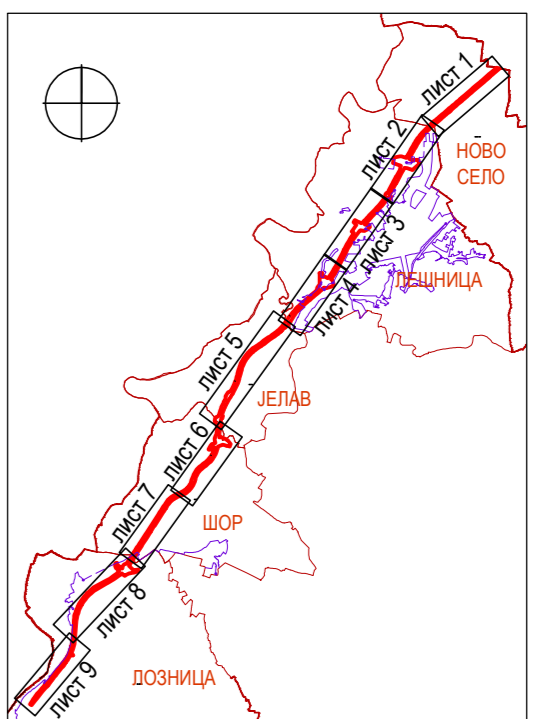 ЛИСТ 1
ЛИСТ 2
НОВО
СЕЛО
ЛИСТ 3
ЛЕШНИЦА
ЛИСТ 4
ЛИСТ 5
ЈЕЛАВ
ЛИСТ 6
ШОР
ЛИСТ 7
ЛИСТ 8
ЛОЗНИЦА
ЛИСТ 9